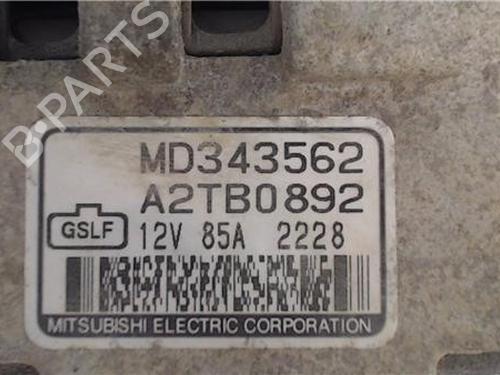 B-PARTS
MD343562
A2TB0892
GSLF 12V 85A 2228
MITSUBISHI ELECTRIC CORPORATION